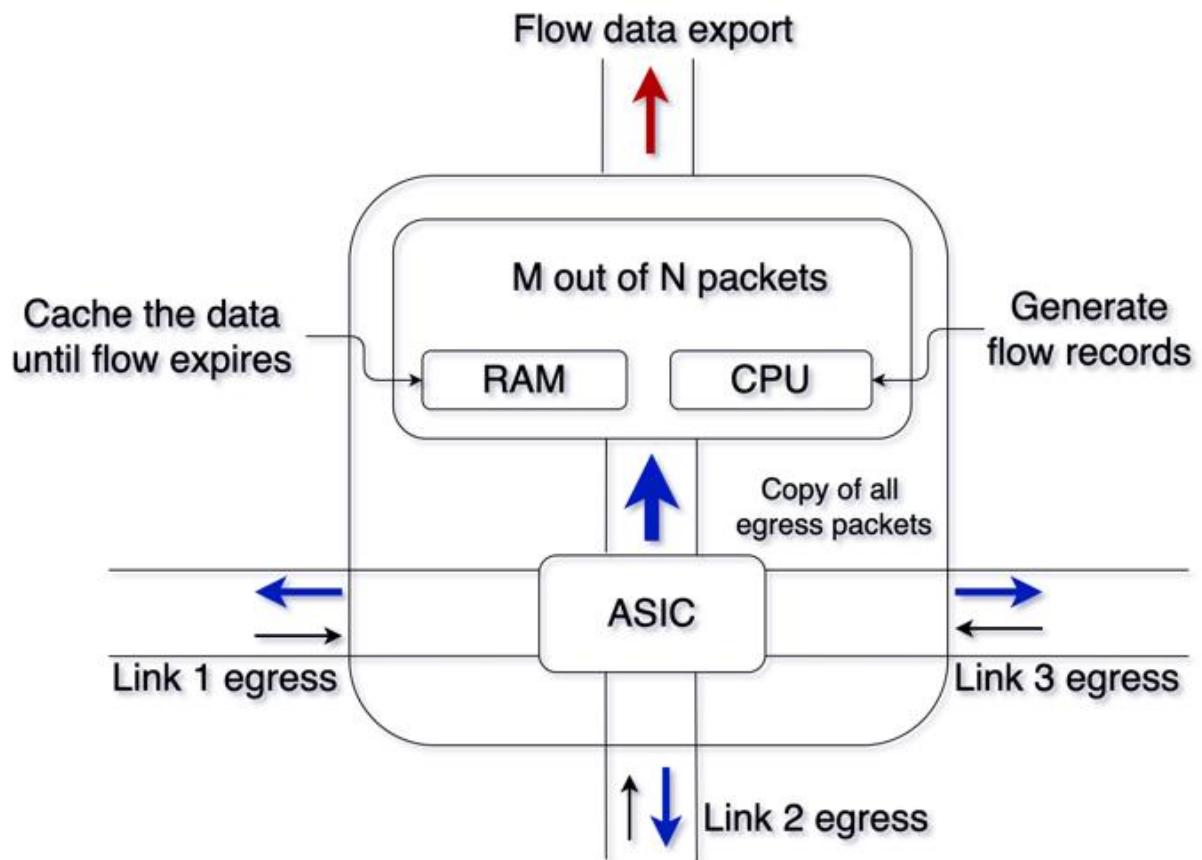 Flow data export
M out of N packets
Cache the data
until flow expires
Generate
flow records
RAM
CPU
Copy of all
egress packets
ASIC
Link 1 egress
Link 3 egress
Link 2 egress